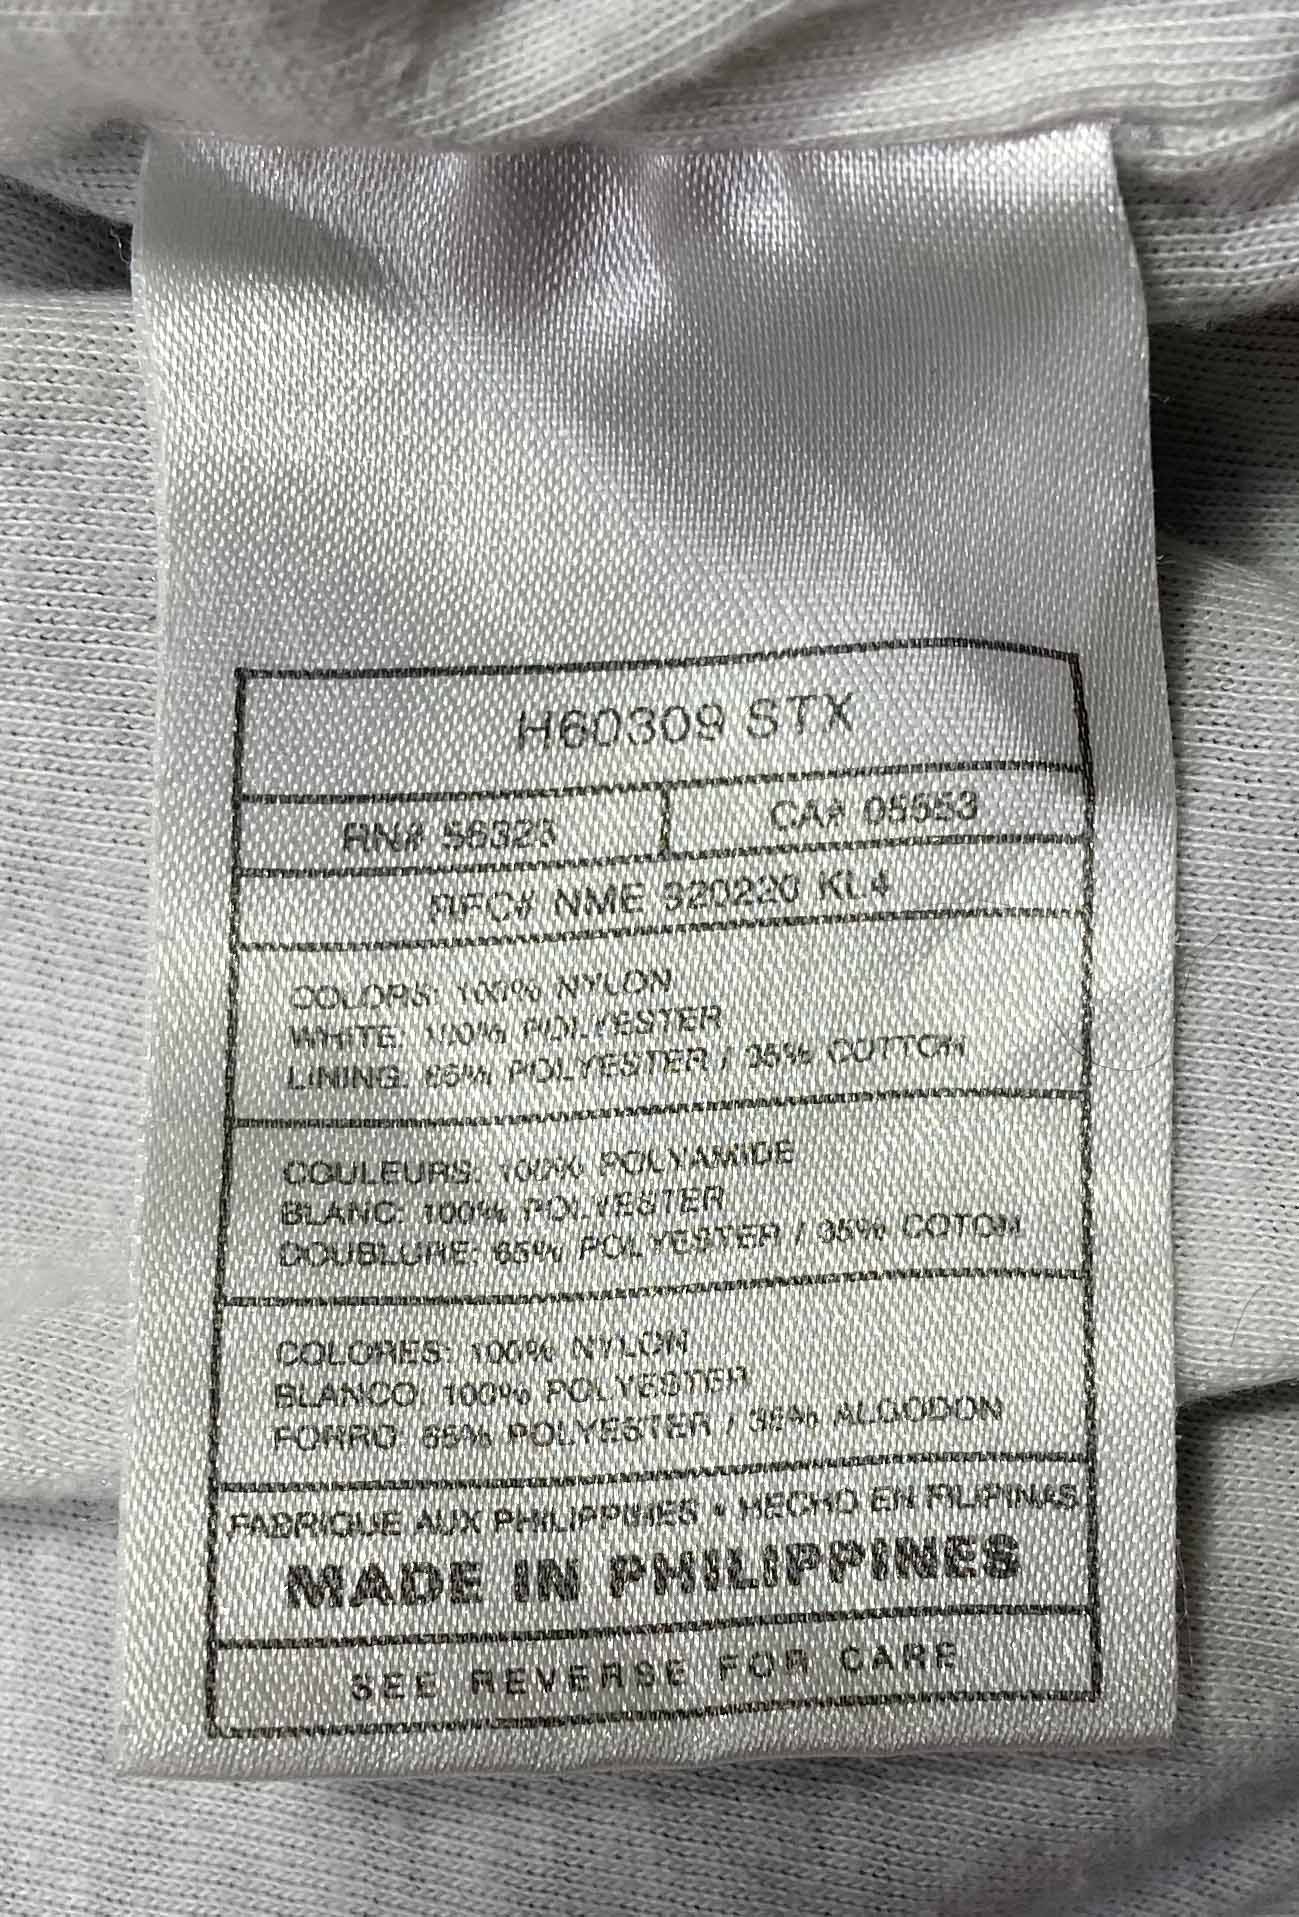 H60309 STX
RN# 56323 CA# 05553
RFC# NME 920220 KL4
COLORS: 100% NYLON
WHITE: 100% POLYESTER
LINING: 65% POLYESTER / 35% COTTON
COULEURS: 100% POLYAMIDE
BLANC: 100% POLYESTER
DOUBLURE: 65% POLYESTER / 35% COTON
COLORES: 100% NYLON
BLANCO: 100% POLYESTER
FORRO: 65% POLYESTER / 35% ALGODON
FABRIQUE AUX PHILIPPINES • HECHO EN FILIPINAS
MADE IN PHILIPPINES
SEE REVERSE FOR CARE